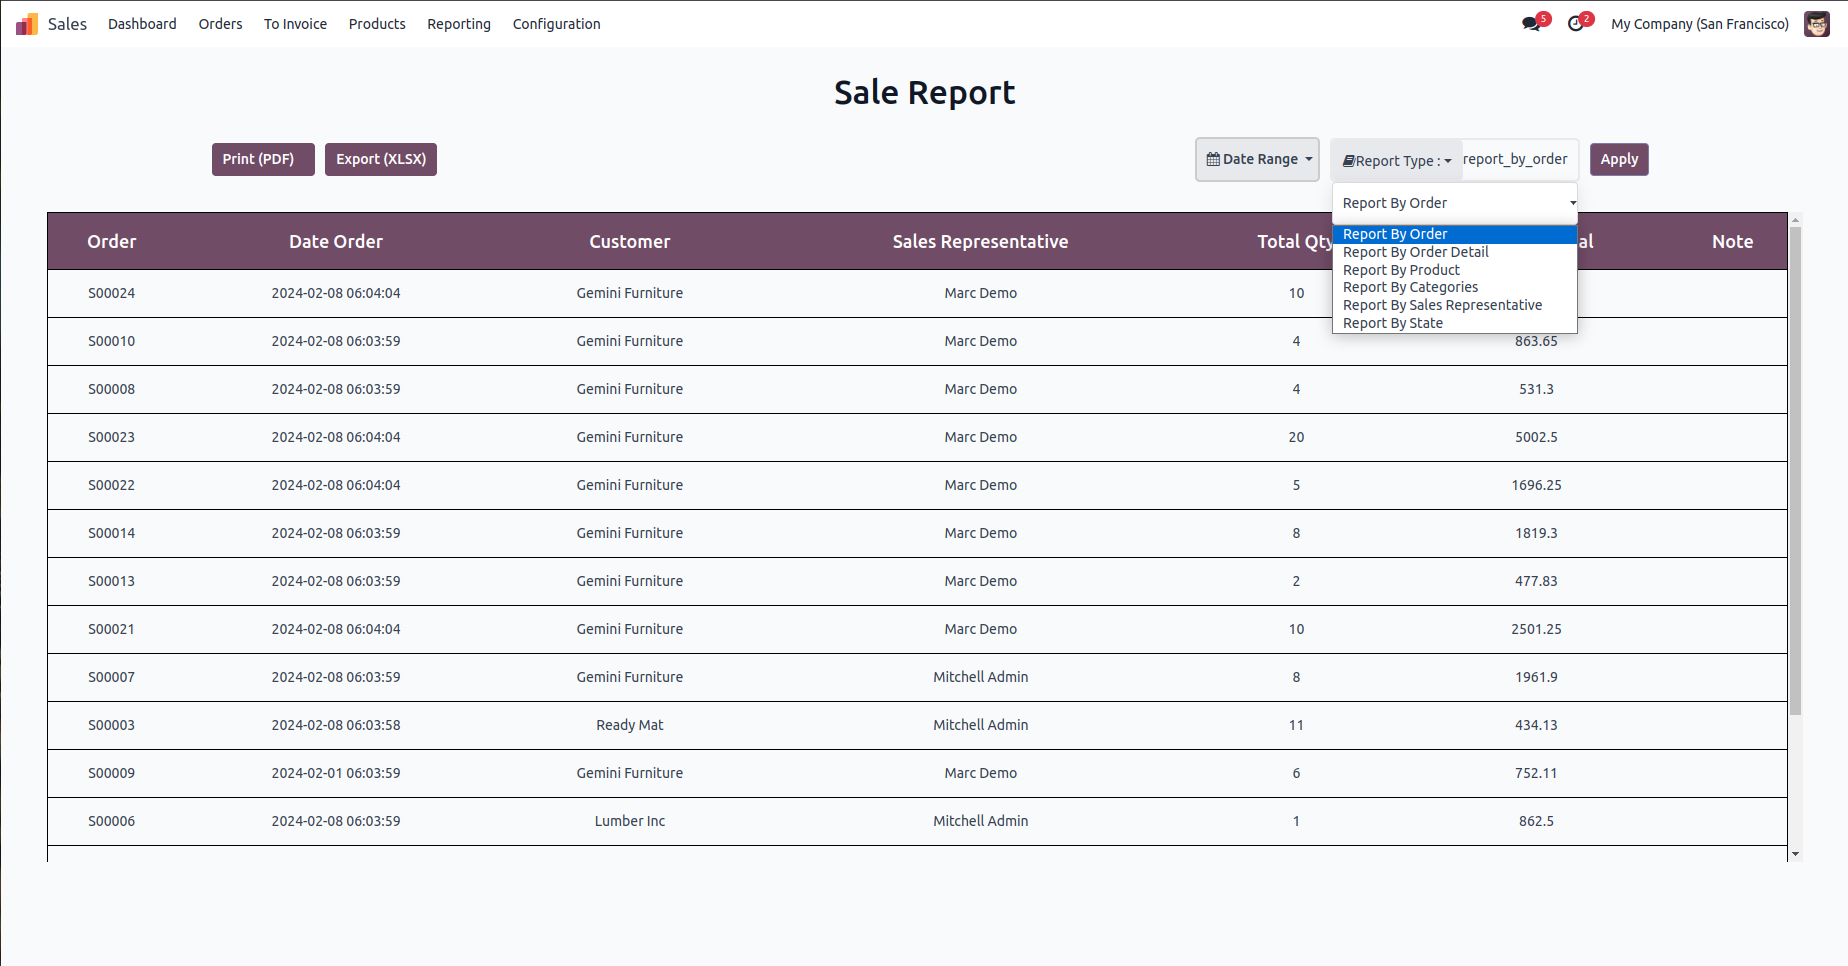 Sales Dashboard Orders To Invoice Products Reporting Configuration 5 2 My Company (San Francisco)
Sale Report
Print (PDF) Export (XLSX) Date Range Report Type : report_by_order Apply
Report By Order
Order Date Order Customer Sales Representative Total Qty al Note
Report By Order
Report By Order Detail
Report By Product
Report By Categories
Report By Sales Representative
Report By State
S00024 2024-02-08 06:04:04 Gemini Furniture Marc Demo 10
S00010 2024-02-08 06:03:59 Gemini Furniture Marc Demo 4 863.65
S00008 2024-02-08 06:03:59 Gemini Furniture Marc Demo 4 531.3
S00023 2024-02-08 06:04:04 Gemini Furniture Marc Demo 20 5002.5
S00022 2024-02-08 06:04:04 Gemini Furniture Marc Demo 5 1696.25
S00014 2024-02-08 06:03:59 Gemini Furniture Marc Demo 8 1819.3
S00013 2024-02-08 06:03:59 Gemini Furniture Marc Demo 2 477.83
S00021 2024-02-08 06:04:04 Gemini Furniture Marc Demo 10 2501.25
S00007 2024-02-08 06:03:59 Gemini Furniture Mitchell Admin 8 1961.9
S00003 2024-02-08 06:03:58 Ready Mat Mitchell Admin 11 434.13
S00009 2024-02-01 06:03:59 Gemini Furniture Marc Demo 6 752.11
S00006 2024-02-08 06:03:59 Lumber Inc Mitchell Admin 1 862.5